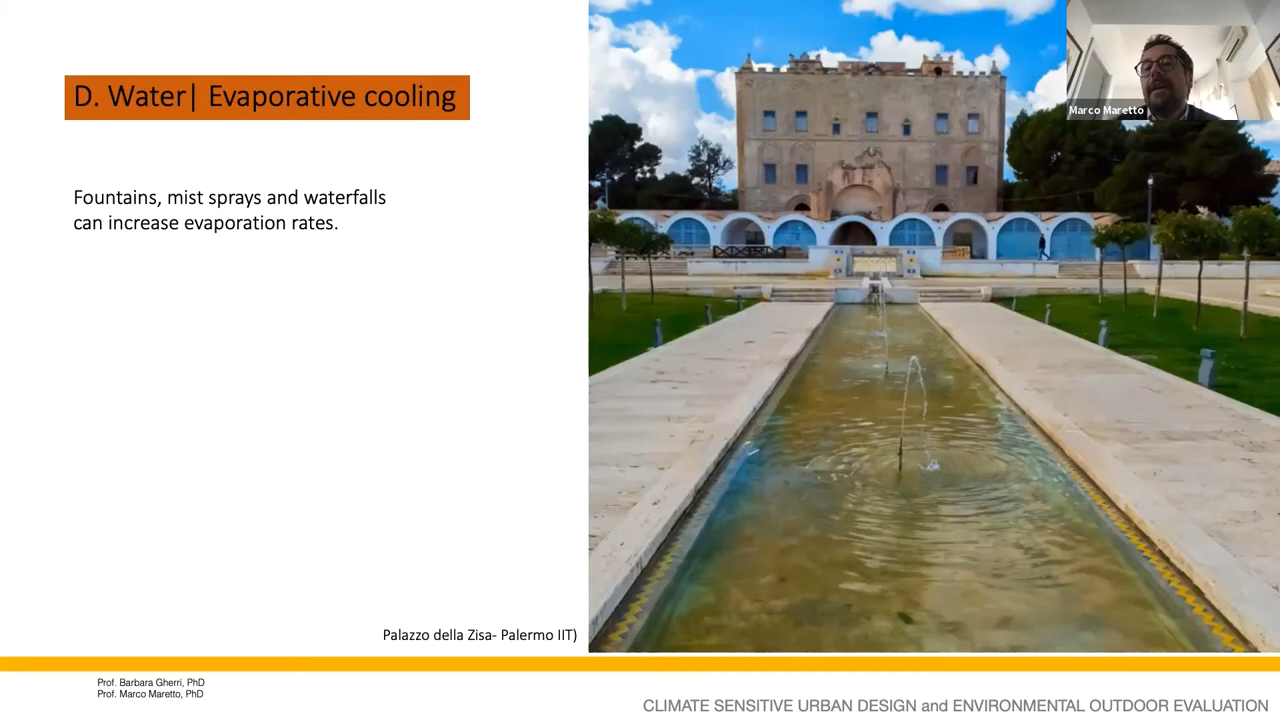 D. Water| Evaporative cooling
Fountains, mist sprays and waterfalls
can increase evaporation rates.
Marco Maretto
Palazzo della Zisa- Palermo IIT)
Prof. Barbara Gherri, PhD
Prof. Marco Maretto, PhD
CLIMATE SENSITIVE URBAN DESIGN and ENVIRONMENTAL OUTDOOR EVALUATION